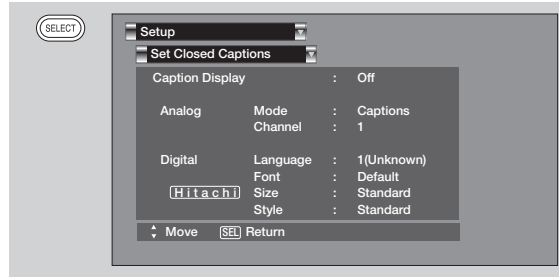 SELECT
Setup
Set Closed Captions
Caption Display : Off
Analog Mode : Captions
Channel : 1
Digital Language : 1(Unknown)
Font : Default
Hitachi Size : Standard
Style : Standard
Move SEL Return